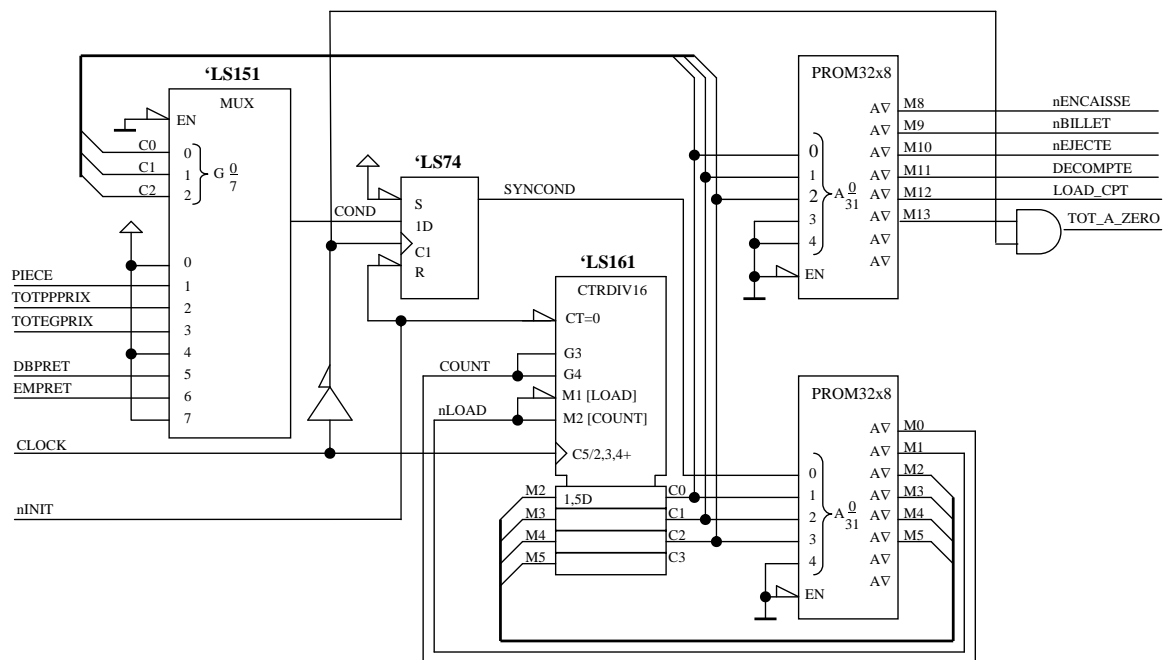 ‘LS151
MUX
EN
C0
C1
C2
0
1
2
G 0/7
0
1
2
3
4
5
6
7
PIECE
TOTPPPRIX
TOTEGPRIX
DBPRET
EMPRET
CLOCK
nINIT
COND
‘LS74
S
1D
C1
R
SYNCOND
‘LS161
CTRDIV16
CT=0
G3
G4
M1 [LOAD]
M2 [COUNT]
C5/2,3,4+
1,5D
COUNT
nLOAD
M2
M3
M4
M5
C0
C1
C2
C3
PROM32x8
0
1
2
3
4
A 0/31
EN
A∇ M8 nENCAISSE
A∇ M9 nBILLET
A∇ M10 nEJECTE
A∇ M11 DECOMPTE
A∇ M12 LOAD_CPT
A∇ M13 TOT_A_ZERO
A∇
A∇
PROM32x8
0
1
2
3
4
A 0/31
EN
A∇ M0
A∇ M1
A∇ M2
A∇ M3
A∇ M4
A∇ M5
A∇
A∇